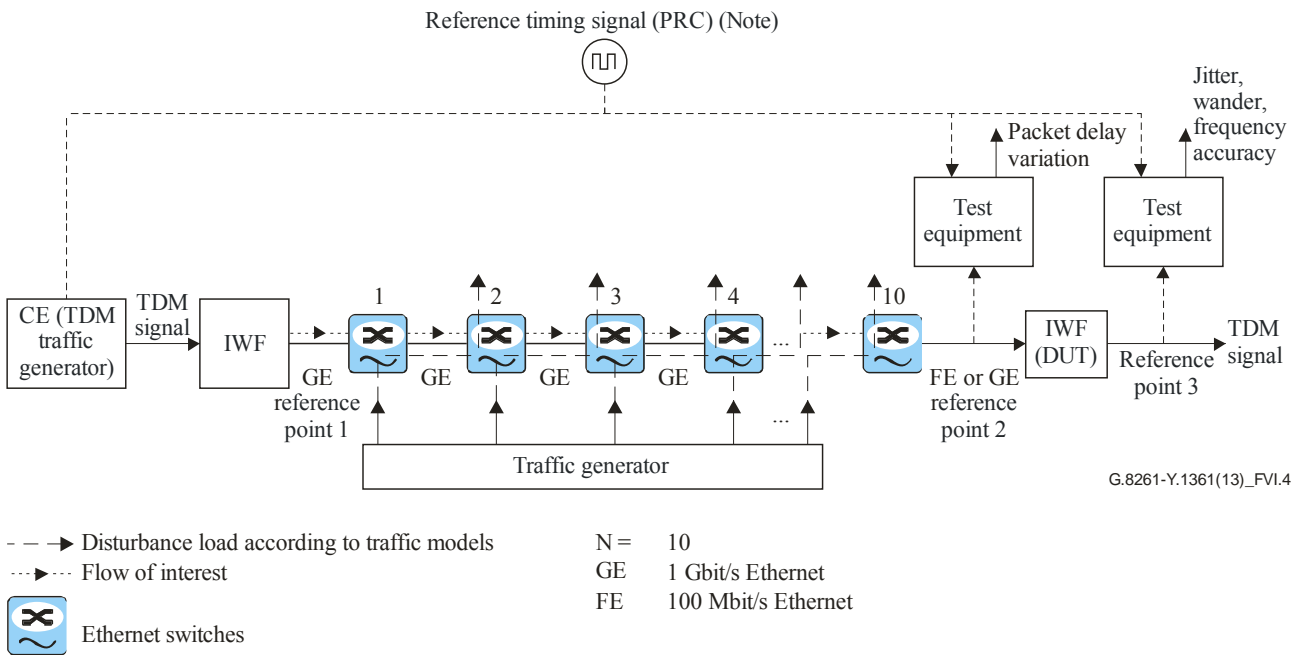 Reference timing signal (PRC) (Note)
Jitter,
wander,
frequency
accuracy
Packet delay
variation
Test
equipment
Test
equipment
CE (TDM
traffic
generator)
TDM
signal
IWF
1
2
3
4
...
10
GE
reference
point 1
GE
GE
GE
GE
FE or GE
reference
point 2
IWF
(DUT)
Reference
point 3
TDM
signal
...
Traffic generator
G.8261-Y.1361(13)_FVI.4
Disturbance load according to traffic models
Flow of interest
Ethernet switches
N = 10
GE 1 Gbit/s Ethernet
FE 100 Mbit/s Ethernet